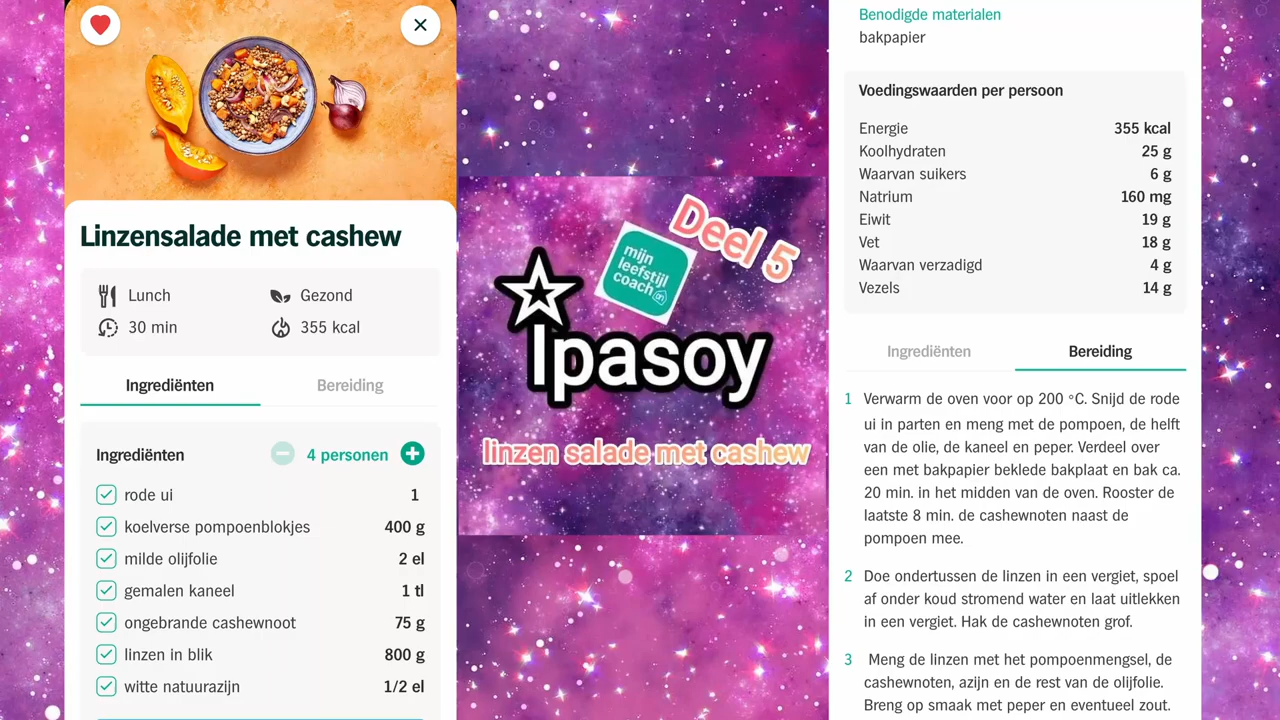 Linzensalade met cashew
Lunch
Gezond
30 min
355 kcal
Ingrediënten
Bereiding
Ingrediënten
4 personen
rode ui 1
koelverse pompoenblokjes 400 g
milde olijfolie 2 el
gemalen kaneel 1 tl
ongebrande cashewnoot 75 g
linzen in blik 800 g
witte natuurazijn 1/2 el
Deel 5
mijn
leefstijl
coach
Ipasoy
linzen salade met cashew
Benodigde materialen
bakpapier
Voedingswaarden per persoon
Energie 355 kcal
Koolhydraten 25 g
Waarvan suikers 6 g
Natrium 160 mg
Eiwit 19 g
Vet 18 g
Waarvan verzadigd 4 g
Vezels 14 g
Ingrediënten
Bereiding
1 Verwarm de oven voor op 200 °C. Snijd de rode
ui in parten en meng met de pompoen, de helft
van de olie, de kaneel en peper. Verdeel over
een met bakpapier beklede bakplaat en bak ca.
20 min. in het midden van de oven. Rooster de
laatste 8 min. de cashewnoten naast de
pompoen mee.
2 Doe ondertussen de linzen in een vergiet, spoel
af onder koud stromend water en laat uitlekken
in een vergiet. Hak de cashewnoten grof.
3 Meng de linzen met het pompoenmengsel, de
cashewnoten, azijn en de rest van de olijfolie.
Breng op smaak met peper en eventueel zout.